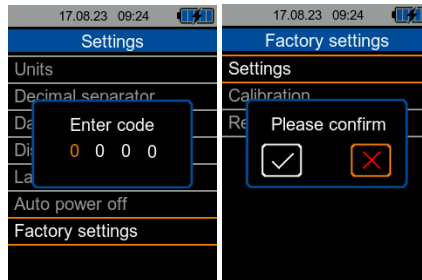 17.08.23 09:24
Settings
Units
Decimal separator
Enter code
0 0 0 0
Auto power off
Factory settings
17.08.23 09:24
Factory settings
Settings
Calibration
Please confirm